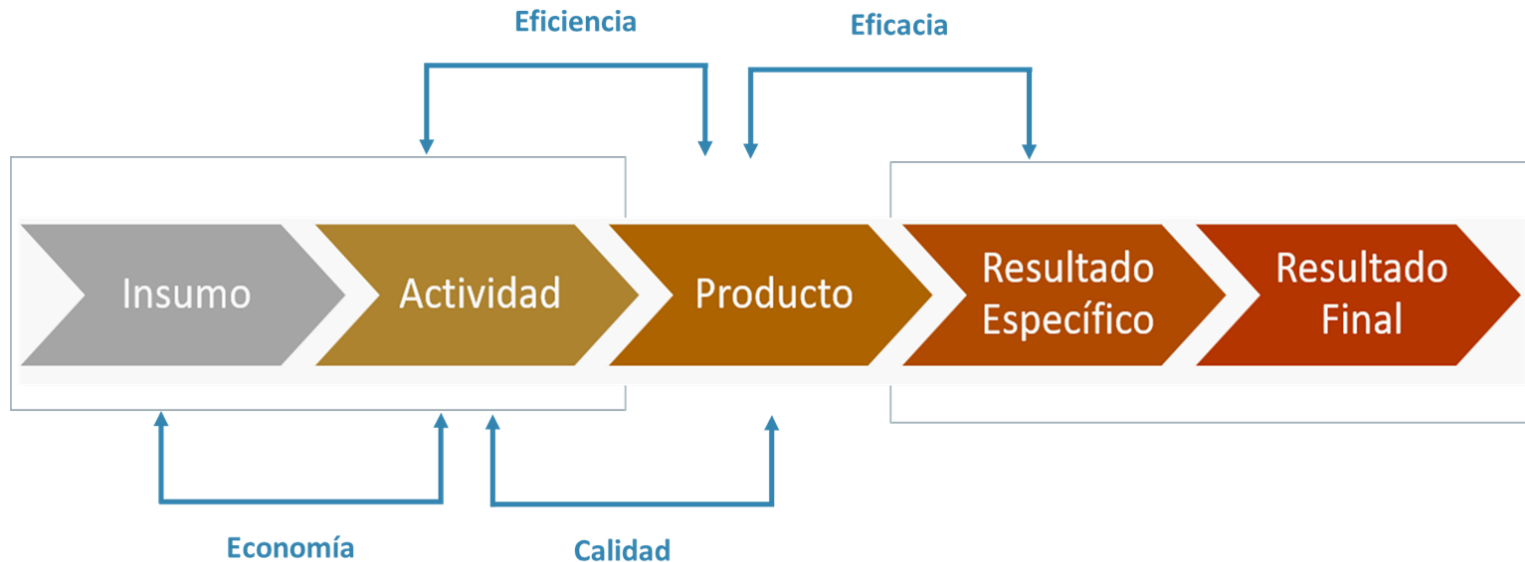 Eficiencia
Eficacia
Insumo
Actividad
Producto
Resultado
Específico
Resultado
Final
Economía
Calidad